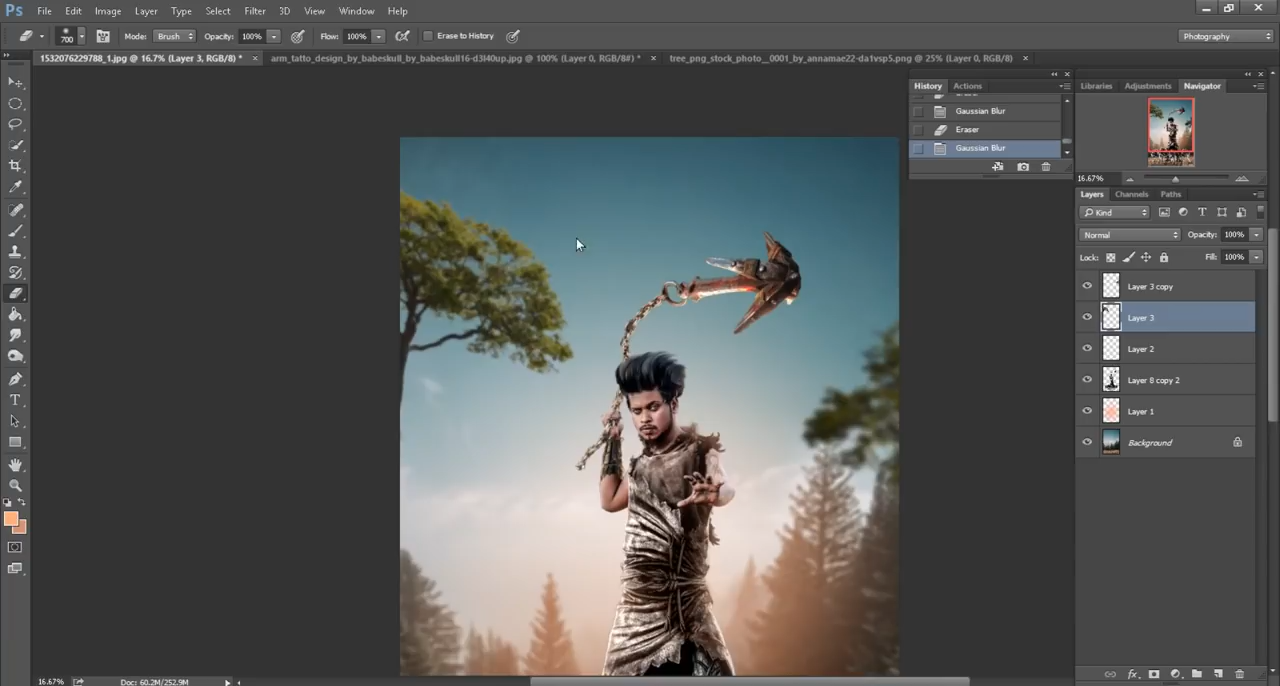 Ps File Edit Image Layer Type Select Filter 3D View Window Help
700 Mode: Brush Opacity: 100% Flow: 100% Erase to History Photography
1532076229788_1.jpg @ 16.7% (Layer 3, RGB/8) * × arm_tatto_design_by_babeskull_by_babeskull16-d3l40up.jpg @ 100% (Layer 0, RGB/8#) * × tree_png_stock_photo__0001_by_annamae22-da1vsp5.png @ 25% (Layer 0, RGB/8) ×
History Actions
Gaussian Blur
Eraser
Gaussian Blur
Libraries Adjustments Navigator
16.67%
Layers Channels Paths
Kind
Normal Opacity: 100%
Lock: Fill: 100%
Layer 3 copy
Layer 3
Layer 2
Layer 8 copy 2
Layer 1
Background
16.67% Doc: 60.2M/252.9M